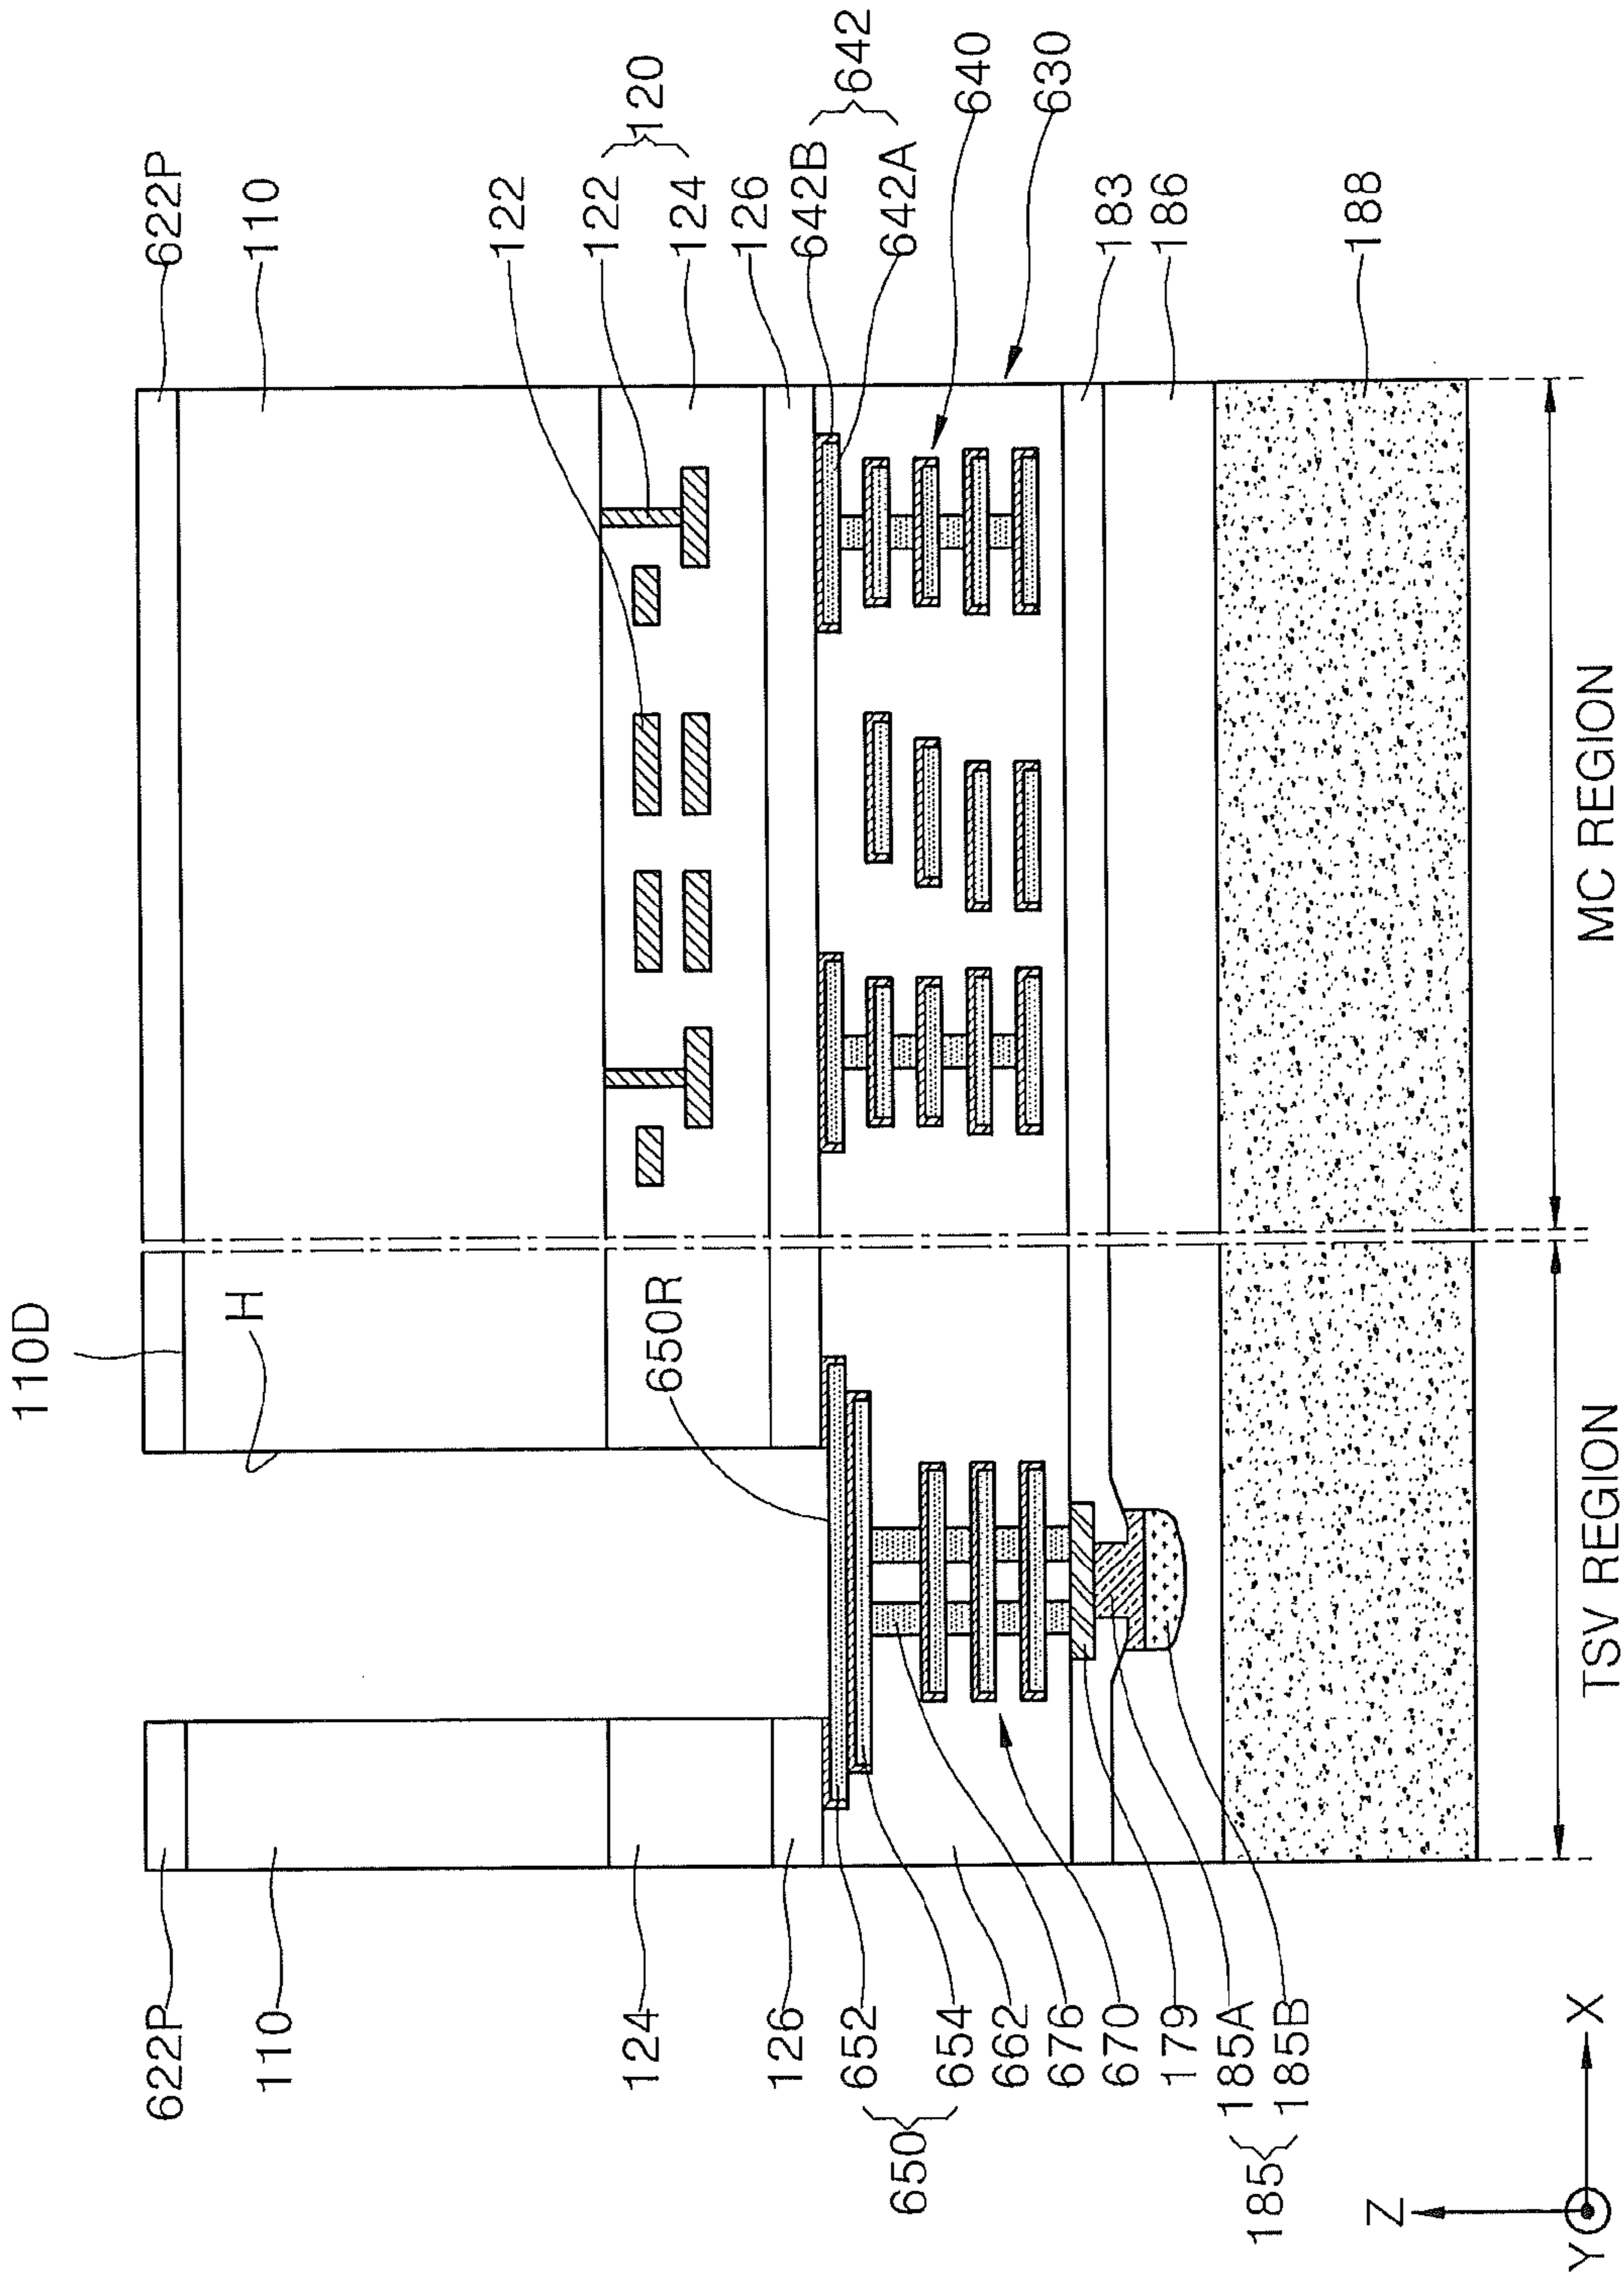 110D
H
650R
622P
110
122
122
120
124
126
642B
642
642A
640
630
183
186
188
622P
110
124
126
652
650
654
662
676
670
179
185A
185
185B
TSV REGION
MC REGION
Z
Y
X